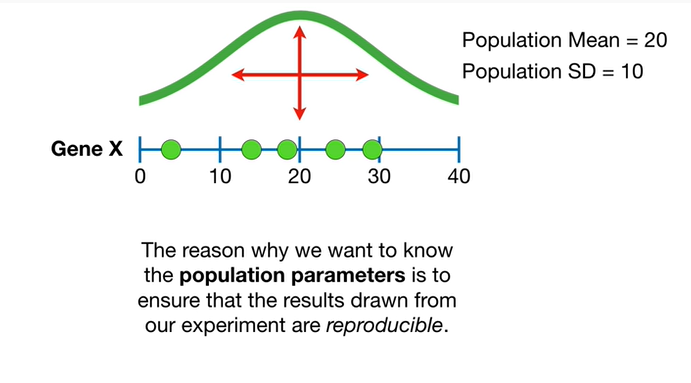 Population Mean = 20
Population SD = 10
Gene X
0 10 20 30 40
The reason why we want to know
the population parameters is to
ensure that the results drawn from
our experiment are reproducible.